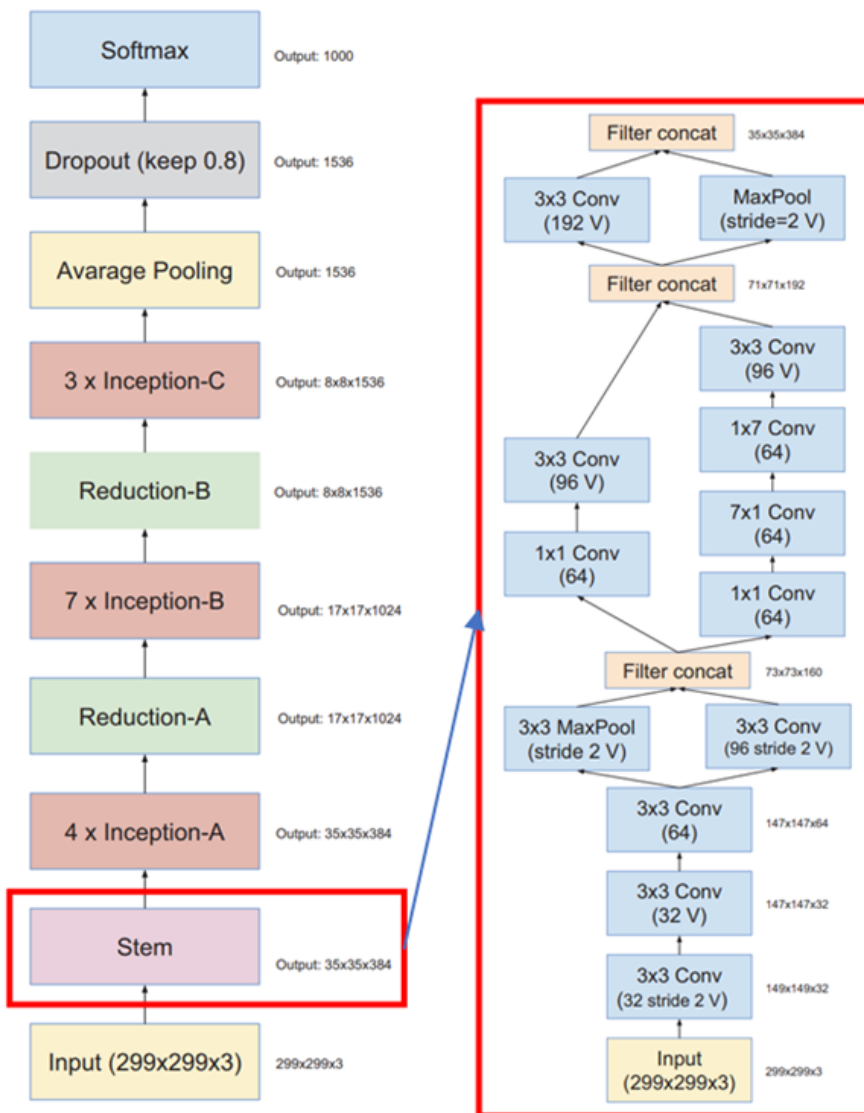 Softmax
Output: 1000
Dropout (keep 0.8)
Output: 1536
Avarage Pooling
Output: 1536
3 x Inception-C
Output: 8x8x1536
Reduction-B
Output: 8x8x1536
7 x Inception-B
Output: 17x17x1024
Reduction-A
Output: 17x17x1024
4 x Inception-A
Output: 35x35x384
Stem
Output: 35x35x384
Input (299x299x3)
299x299x3
Filter concat
35x35x384
3x3 Conv
(192 V)
MaxPool
(stride=2 V)
Filter concat
71x71x192
3x3 Conv
(96 V)
1x7 Conv
(64)
3x3 Conv
(96 V)
7x1 Conv
(64)
1x1 Conv
(64)
1x1 Conv
(64)
Filter concat
73x73x160
3x3 MaxPool
(stride 2 V)
3x3 Conv
(96 stride 2 V)
3x3 Conv
(64)
147x147x64
3x3 Conv
(32 V)
147x147x32
3x3 Conv
(32 stride 2 V)
149x149x32
Input
(299x299x3)
299x299x3